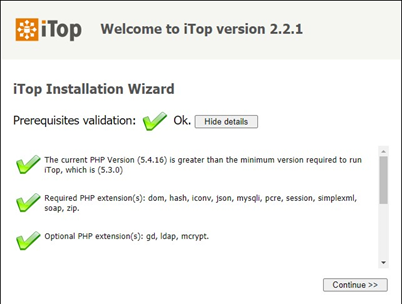 iTop
Welcome to iTop version 2.2.1
iTop Installation Wizard
Prerequisites validation: Ok. Hide details
The current PHP Version (5.4.16) is greater than the minimum version required to run
iTop, which is (5.3.0)
Required PHP extension(s): dom, hash, iconv, json, mysqli, pcre, session, simplexml,
soap, zip.
Optional PHP extension(s): gd, ldap, mcrypt.
Continue >>